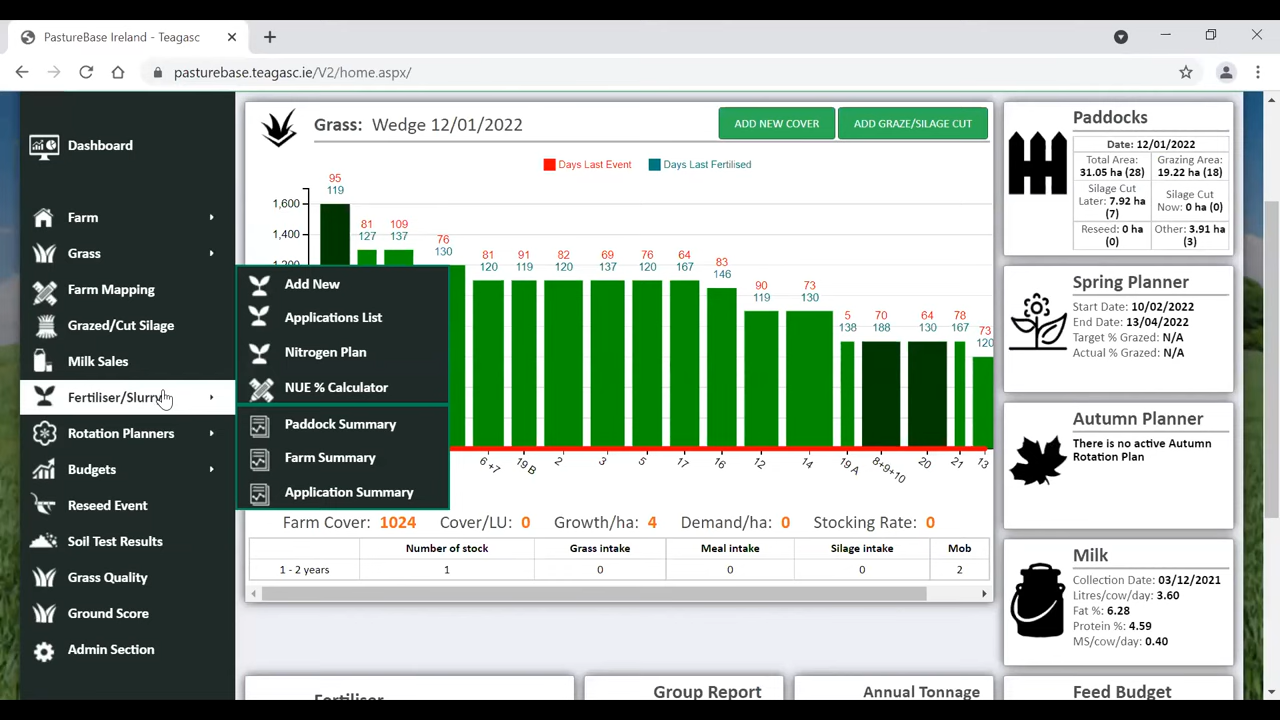 PastureBase Ireland - Teagasc
pasturebase.teagasc.ie/V2/home.aspx/
Dashboard
Farm
Grass
Farm Mapping
Grazed/Cut Silage
Milk Sales
Fertiliser/Slurry
Rotation Planners
Budgets
Reseed Event
Soil Test Results
Grass Quality
Ground Score
Admin Section
Add New
Applications List
Nitrogen Plan
NUE % Calculator
Paddock Summary
Farm Summary
Application Summary
Grass: Wedge 12/01/2022
ADD NEW COVER
ADD GRAZE/SILAGE CUT
Days Last Event Days Last Fertilised
1,600
1,400
95 81 109 76 81 91 82 69 76 64 83 90 73 5 70 64 78 73
119 127 137 130 120 119 120 137 120 167 146 119 130 138 188 130 167 120
6 +7 19 B 2 3 5 17 16 12 14 19 A 8+9+10 20 21 13
Farm Cover: 1024 Cover/LU: 0 Growth/ha: 4 Demand/ha: 0 Stocking Rate: 0
Number of stock Grass intake Meal intake Silage intake Mob
1 - 2 years 1 0 0 0 2
Fertiliser
Group Report
Annual Tonnage
Paddocks
Date: 12/01/2022
Total Area: Grazing Area:
31.05 ha (28) 19.22 ha (18)
Silage Cut
Later: 7.92 ha
(7)
Silage Cut
Now: 0 ha (0)
Reseed: 0 ha
(0)
Other: 3.91 ha
(3)
Spring Planner
Start Date: 10/02/2022
End Date: 13/04/2022
Target % Grazed: N/A
Actual % Grazed: N/A
Autumn Planner
There is no active Autumn
Rotation Plan
Milk
Collection Date: 03/12/2021
Litres/cow/day: 3.60
Fat %: 6.28
Protein %: 4.59
MS/cow/day: 0.40
Feed Budget